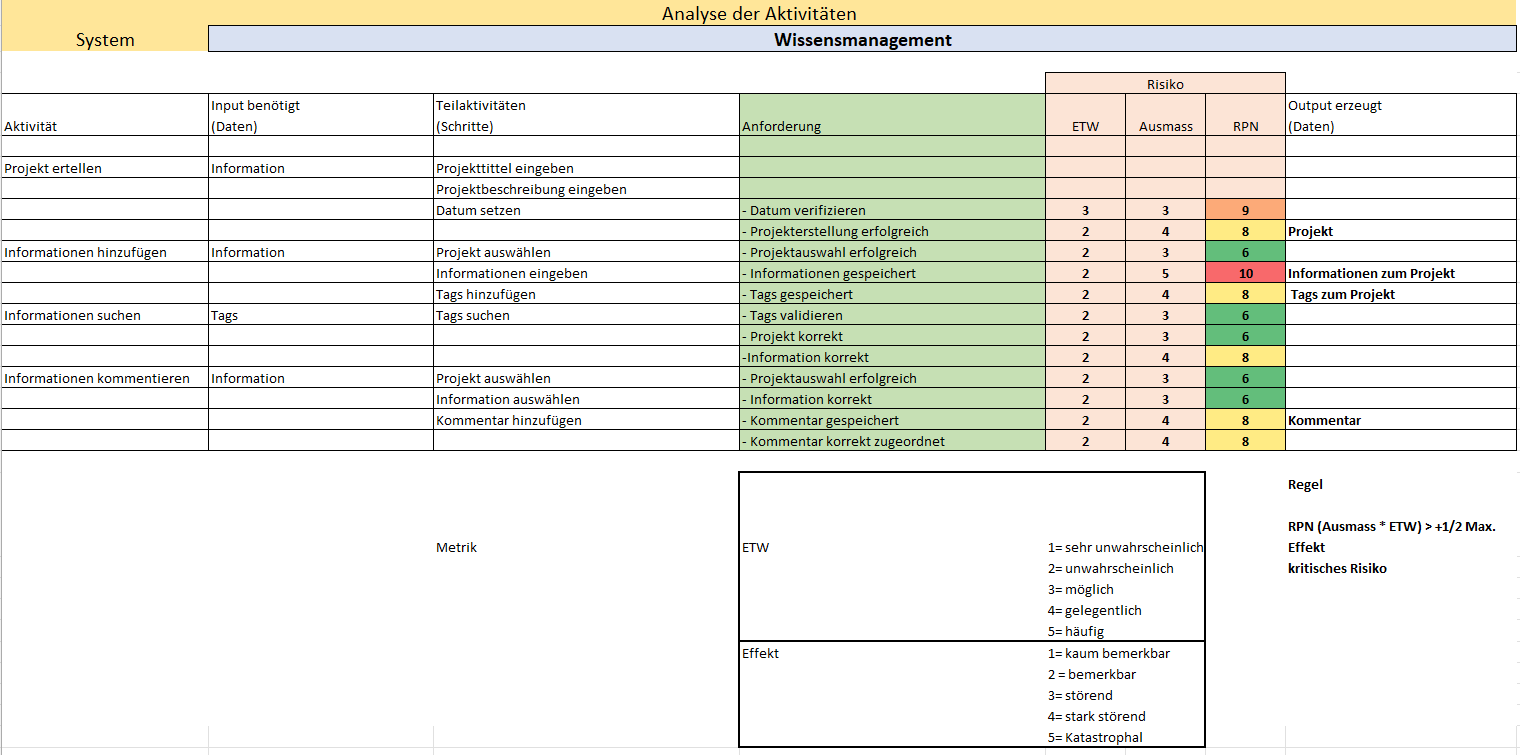 Analyse der Aktivitäten
System Wissensmanagement
Risiko
Input benötigt Teilaktivitäten Output erzeugt
Aktivität (Daten) (Schritte) Anforderung ETW Ausmass RPN (Daten)
Projekt ertellen Information Projekttittel eingeben
Projektbeschreibung eingeben
Datum setzen - Datum verifizieren 3 3 9
- Projekterstellung erfolgreich 2 4 8 Projekt
Informationen hinzufügen Information Projekt auswählen - Projektauswahl erfolgreich 2 3 6
Informationen eingeben - Informationen gespeichert 2 5 10 Informationen zum Projekt
Tags hinzufügen - Tags gespeichert 2 4 8 Tags zum Projekt
Informationen suchen Tags Tags suchen - Tags validieren 2 3 6
- Projekt korrekt 2 3 6
-Information korrekt 2 4 8
Informationen kommentieren Information Projekt auswählen - Projektauswahl erfolgreich 2 3 6
Information auswählen - Information korrekt 2 3 6
Kommentar hinzufügen - Kommentar gespeichert 2 4 8 Kommentar
- Kommentar korrekt zugeordnet 2 4 8
Regel
RPN (Ausmass * ETW) > +1/2 Max.
Metrik ETW 1= sehr unwahrscheinlich Effekt
2= unwahrscheinlich kritisches Risiko
3= möglich
4= gelegentlich
5= häufig
Effekt 1= kaum bemerkbar
2 = bemerkbar
3= störend
4= stark störend
5= Katastrophal